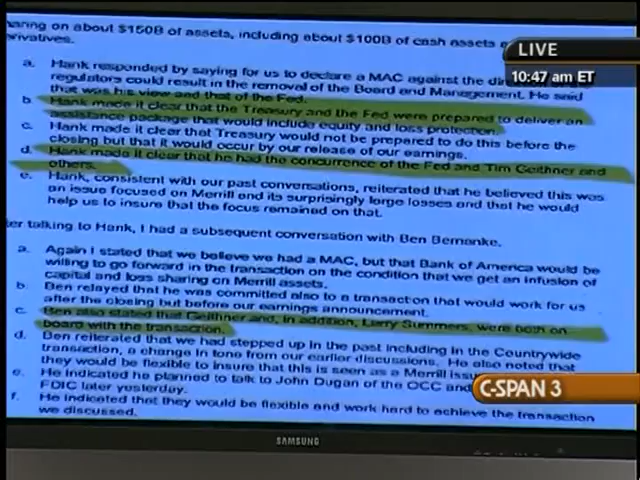 haring on about $150B of assets, including about $100B of cash assets
rivatives.
LIVE
10:47 am ET
a. Hank responded by saying for us to declare a MAC against the
regulators could result in the removal of the Board and Management. He said
that was his view and that of the Fed.
b. Hank made it clear that the Treasury and the Fed were prepared to deliver an
assistance package that would include equity and loss protection.
c. Hank made it clear that Treasury would not be prepared to do this before the
closing but that it would occur by our release of our earnings.
d. Hank made it clear that he had the concurrence of the Fed and Tim Geithner and
others.
e. Hank, consistent with our past conversations, reiterated that he believed this was
an issue focused on Merrill and its surprisingly large losses and that he would
help us to insure that the focus remained on that.
ter talking to Hank, I had a subsequent conversation with Ben Bernanke.
a. Again I stated that we believe we had a MAC, but that Bank of America would be
willing to go forward in the transaction on the condition that we get an infusion of
capital and loss sharing on Merrill assets.
b. Ben relayed that he was committed also to a transaction that would work for us
after the closing but before our earnings announcement.
c. Ben also stated that Geithner and, in addition, Larry Summers, were both on
board with the transaction.
d. Ben reiterated that we had stepped up in the past including in the Countrywide
transaction, a change in tone from our earlier discussions. He also noted that
they would be flexible to insure that this is seen as a Merrill
e. He indicated he planned to talk to John Dugan of the OCC and
FDIC later yesterday.
C-SPAN 3
f. He indicated that they would be flexible and work hard to achieve the transaction
we discussed.
SAMSUNG